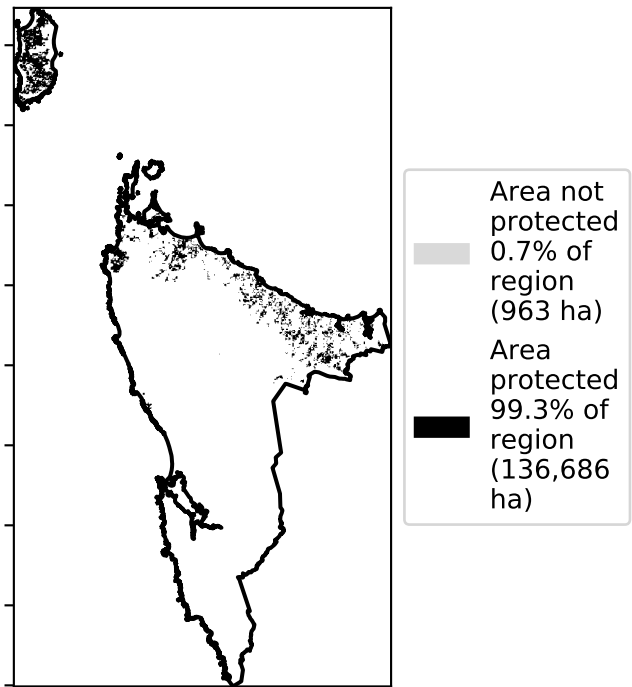 Area not
protected
0.7% of
region
(963 ha)
Area
protected
99.3% of
region
(136,686
ha)